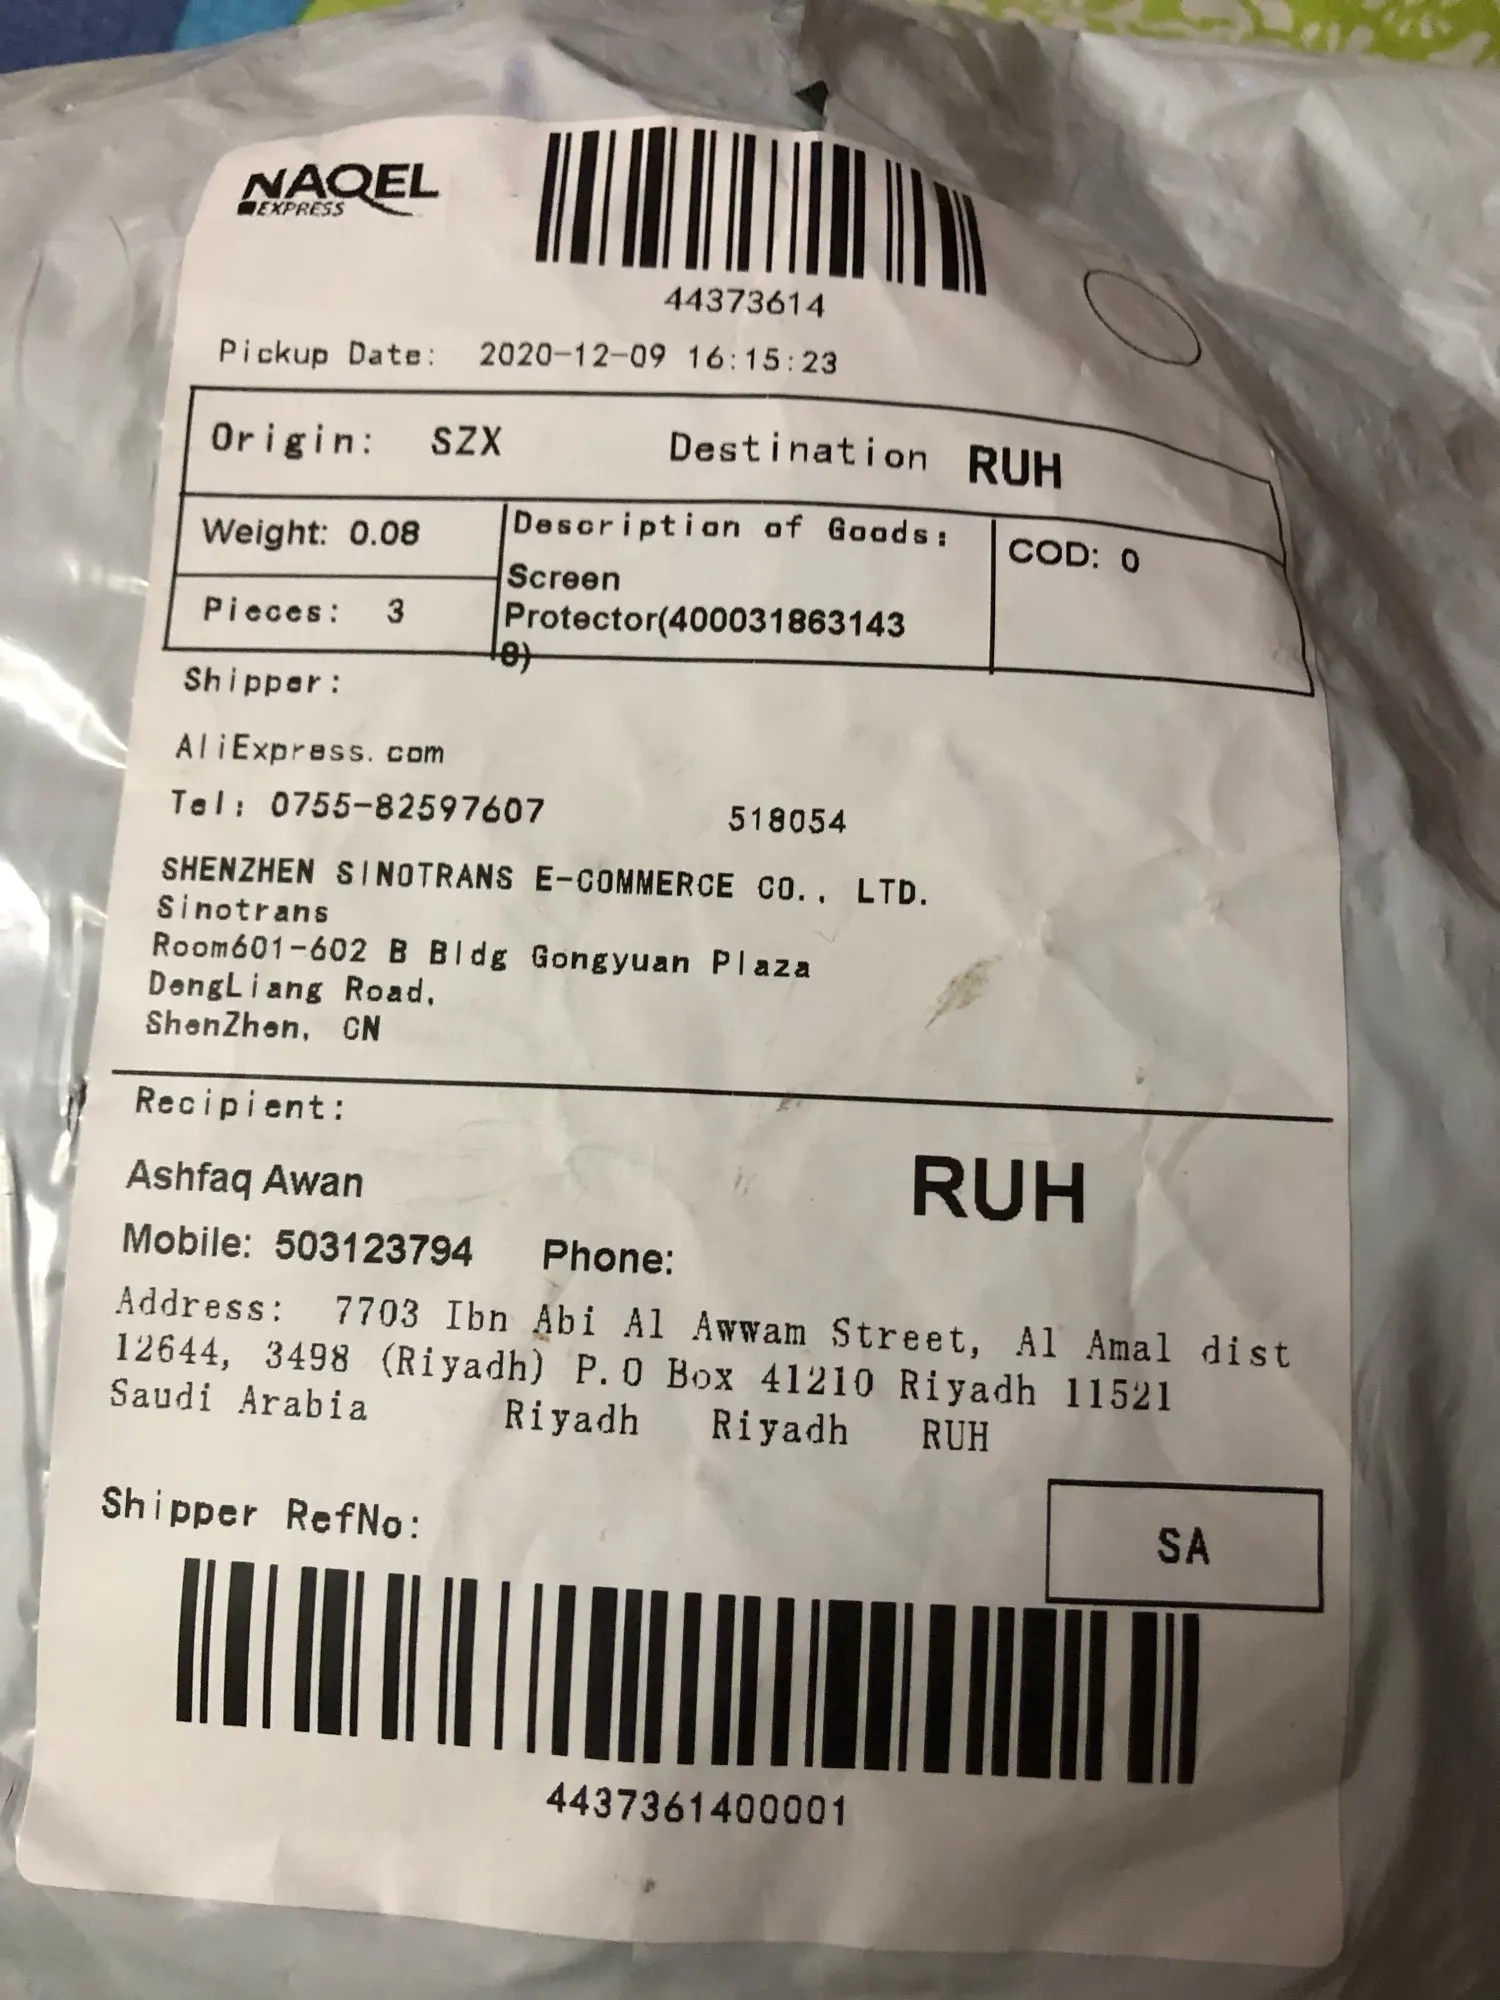 NAQEL
EXPRESS
44373614
Pickup Date: 2020-12-09 16:15:23
Origin: SZX Destination RUH
Weight: 0.08
Description of Goods:
COD: 0
Screen
Pieces: 3
Protector(400031863143
8)
Shipper:
AliExpress.com
Tel: 0755-82597607 518054
SHENZHEN SINOTRANS E-COMMERCE CO., LTD.
Sinotrans
Room601-602 B Bldg Gongyuan Plaza
DengLiang Road,
ShenZhen, CN
Recipient:
Ashfaq Awan
RUH
Mobile: 503123794 Phone:
Address: 7703 Ibn Abi Al Awwam Street, Al Amal dist
12644, 3498 (Riyadh) P.O Box 41210 Riyadh 11521
Saudi Arabia Riyadh Riyadh RUH
Shipper RefNo:
SA
4437361400001